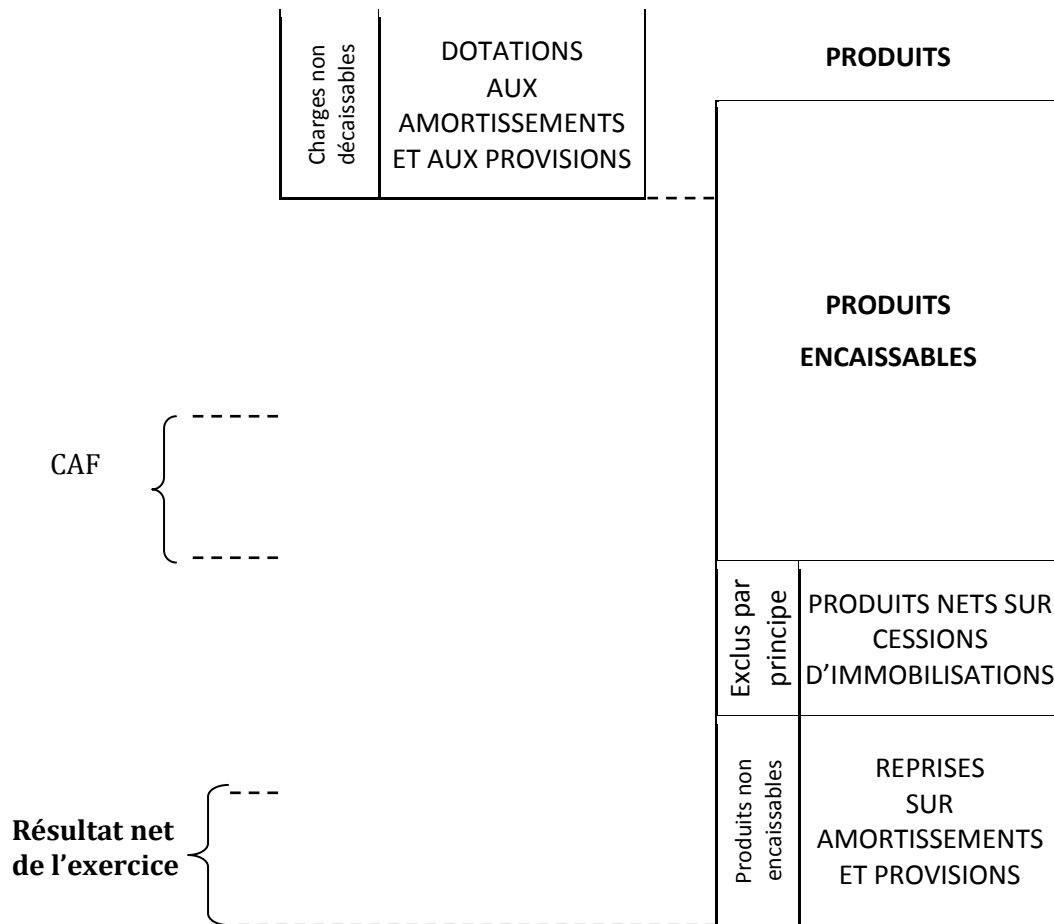 Charges non
décaissables
DOTATIONS
AUX
AMORTISSEMENTS
ET AUX PROVISIONS
PRODUITS
PRODUITS
ENCAISSABLES
CAF
Exclus par
principe
PRODUITS NETS SUR
CESSIONS
D’IMMOBILISATIONS
Résultat net
de l’exercice
Produits non
encaissables
REPRISES
SUR
AMORTISSEMENTS
ET PROVISIONS